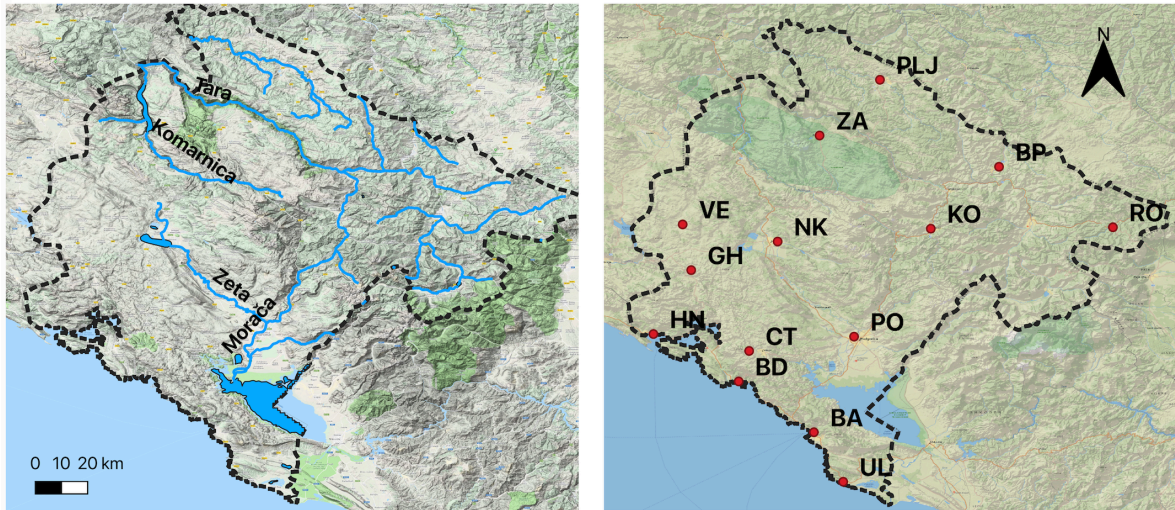 Tara
Komarnica
Zeta
Morača
0 10 20 km
N
PLJ
ZA
BP
VE
NK
KO
RO
GH
HN
CT
PO
BD
BA
UL